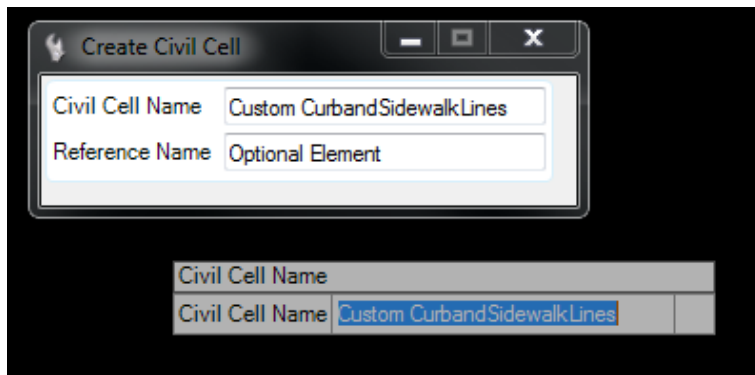 Create Civil Cell
Civil Cell Name Custom CurbandSidewalkLines
Reference Name Optional Element
Civil Cell Name
Civil Cell Name Custom CurbandSidewalkLines